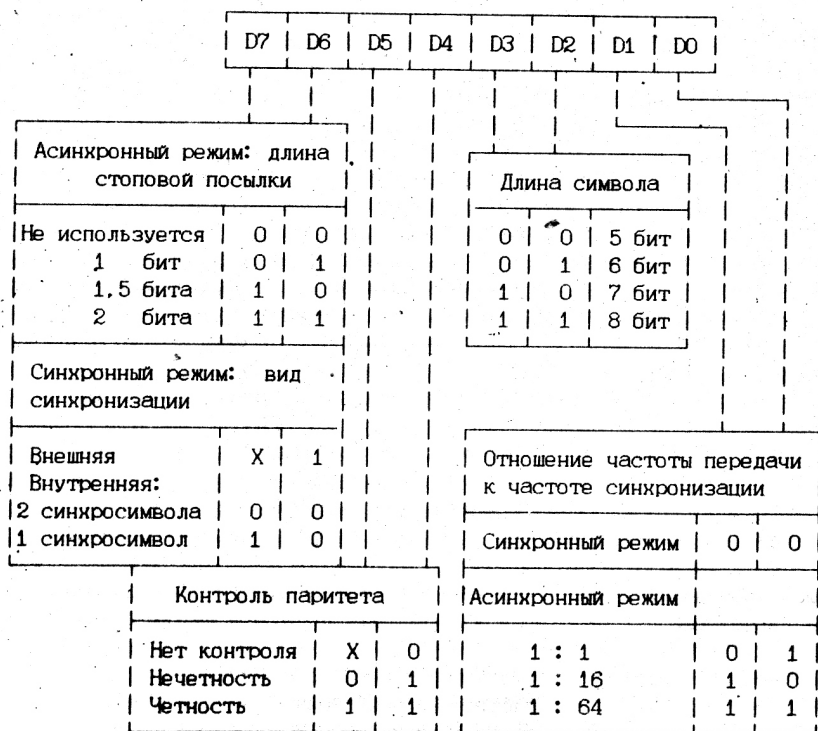 D7 D6 D5 D4 D3 D2 D1 D0
Асинхронный режим: длина
стоповой посылки
Не используется 0 0
1 бит 0 1
1,5 бита 1 0
2 бита 1 1
Синхронный режим: вид
синхронизации
Внешняя X 1
Внутренняя:
2 синхросимвола 0 0
1 синхросимвол 1 0
Длина символа
0 0 5 бит
0 1 6 бит
1 0 7 бит
1 1 8 бит
Контроль паритета
Нет контроля X 0
Нечетность 0 1
Четность 1 1
Отношение частоты передачи
к частоте синхронизации
Синхронный режим 0 0
Асинхронный режим
1 : 1 0 1
1 : 16 1 0
1 : 64 1 1